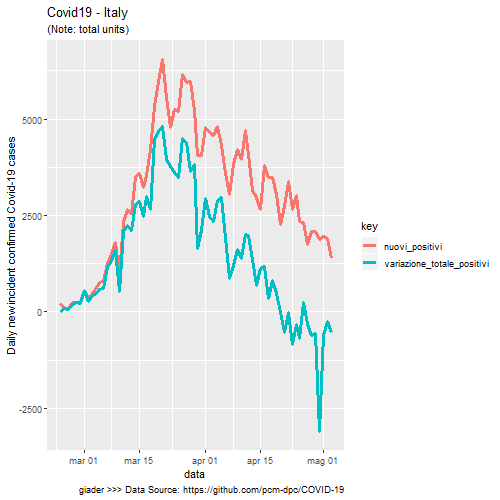 Covid19 - Italy
(Note: total units)
Daily new/incident confirmed Covid-19 cases
5000
2500
0
-2500
mar 01
mar 15
apr 01
apr 15
mag 01
data
key
nuovi_positivi
variazione_totale_positivi
giader >>> Data Source: https://github.com/pcm-dpc/COVID-19